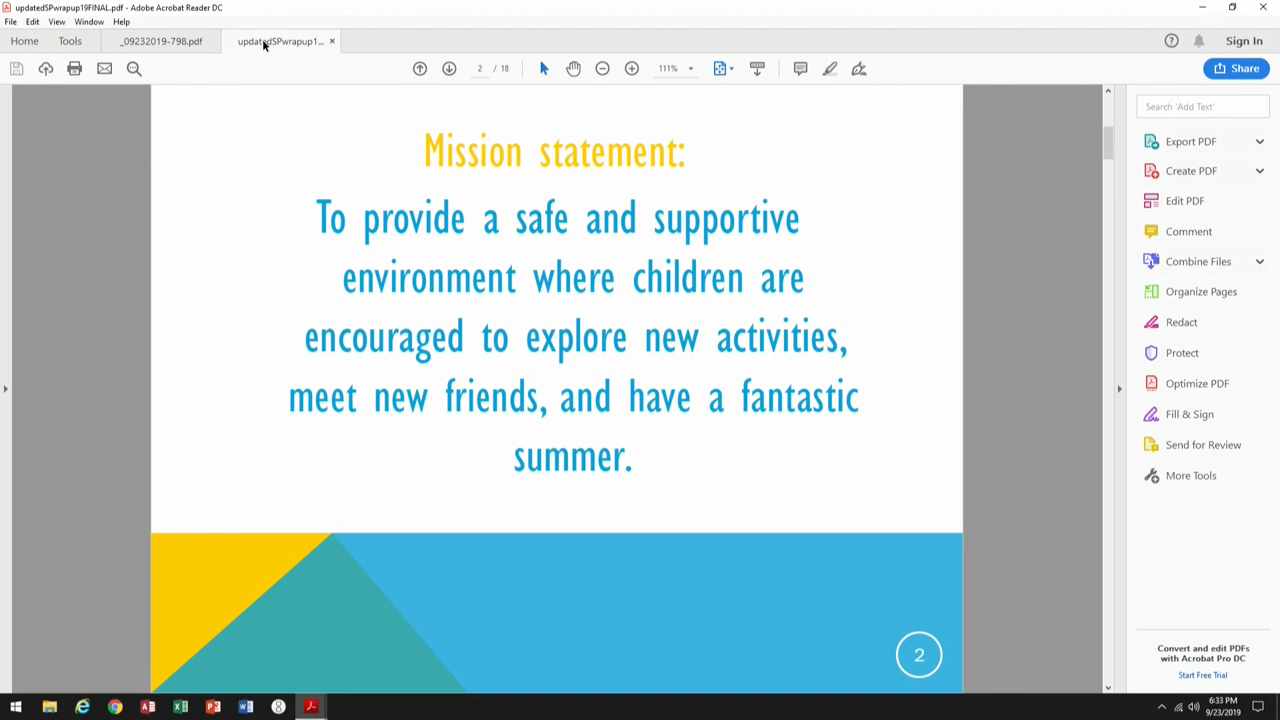 updatedSPwrapup19FINAL.pdf - Adobe Acrobat Reader DC
File Edit View Window Help
Home Tools _09232019-798.pdf updatedSPwrapup1... × Sign In
2 / 18 111% Share
Search 'Add Text'
Export PDF
Create PDF
Edit PDF
Comment
Combine Files
Organize Pages
Redact
Protect
Optimize PDF
Fill & Sign
Send for Review
More Tools
Mission statement:
To provide a safe and supportive
environment where children are
encouraged to explore new activities,
meet new friends, and have a fantastic
summer.
2
Convert and edit PDFs
with Acrobat Pro DC
Start Free Trial
6:33 PM
9/23/2019